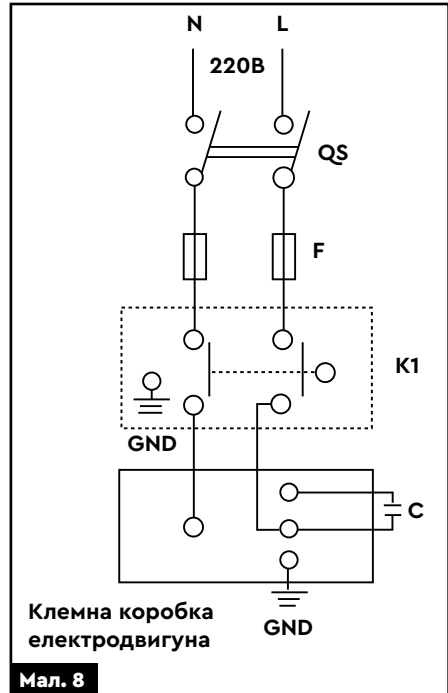 N L
220В
QS
F
K1
GND
C
GND
Клемна коробка
електродвигуна
Мал. 8